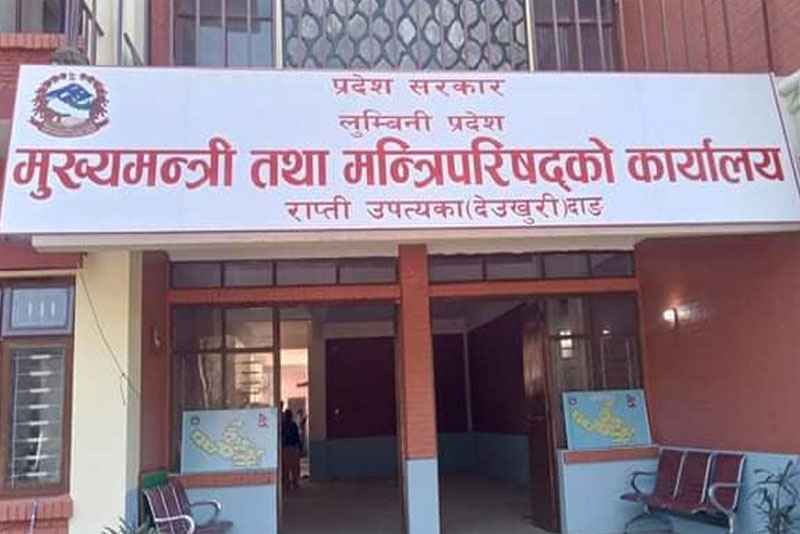 प्रदेश सरकार
लुम्बिनी प्रदेश
मुख्यमन्त्री तथा मन्त्रिपरिषद्को कार्यालय
राप्ती उपत्यका(देउखुरी)दाङ